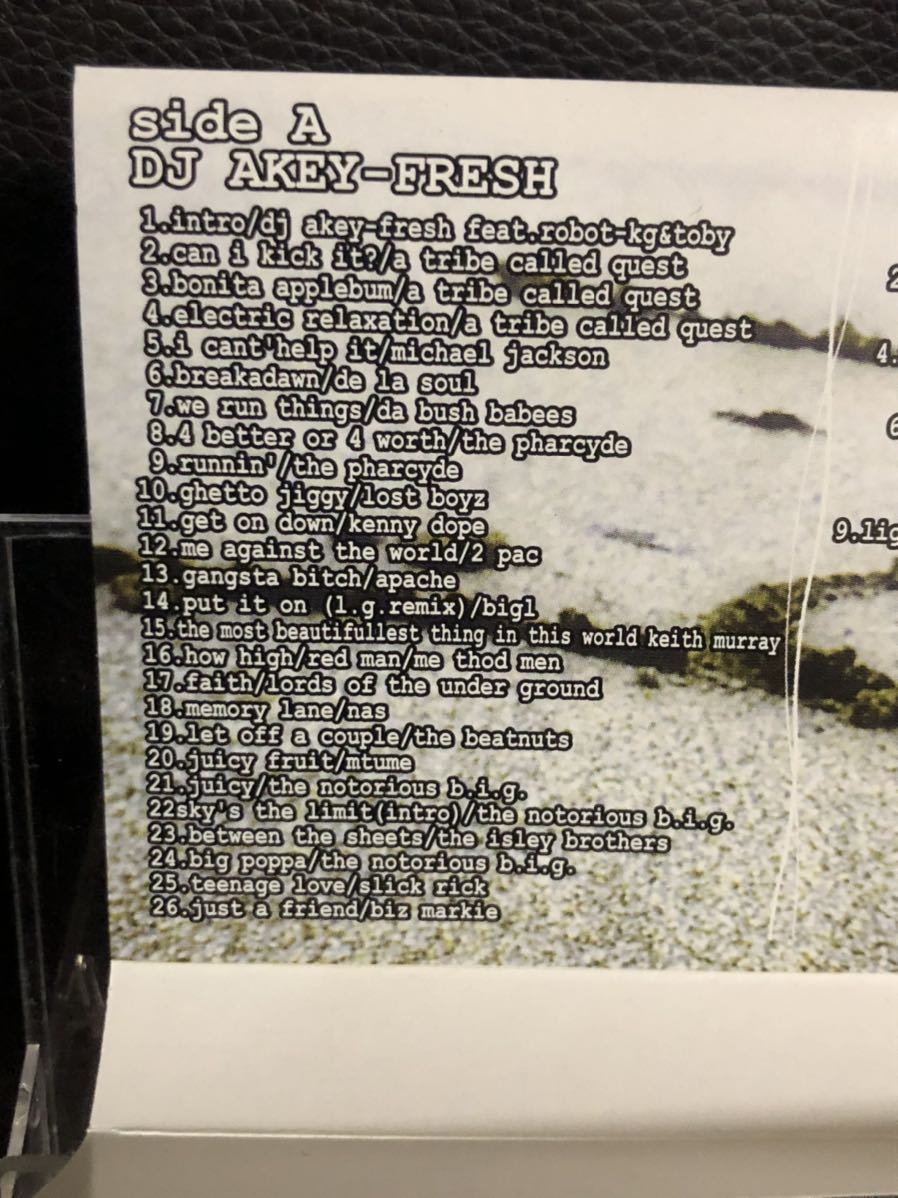 side A
DJ AKEY-FRESH
1.intro/dj akey-fresh feat.robot-kg&toby
2.can i kick it?/a tribe called quest
3.bonita applebum/a tribe called quest
4.electric relaxation/a tribe called quest
5.i cant'help it/michael jackson
6.breakadawn/de la soul
7.we run things/da bush babees
8.4 better or 4 worth/the pharcyde
9.runnin'/the pharcyde
10.ghetto jiggy/lost boyz
11.get on down/kenny dope
12.me against the world/2 pac
13.gangsta bitch/apache
14.put it on (l.g.remix)/bigl
15.the most beautifullest thing in this world keith murray
16.how high/red man/me thod men
17.faith/lords of the under ground
18.memory lane/nas
19.let off a couple/the beatnuts
20.juicy fruit/mtume
21.juicy/the notorious b.i.g.
22sky's the limit(intro)/the notorious b.i.g.
23.between the sheets/the isley brothers
24.big poppa/the notorious b.i.g.
25.teenage love/slick rick
26.just a friend/biz markie
2
4.
6
9.lig